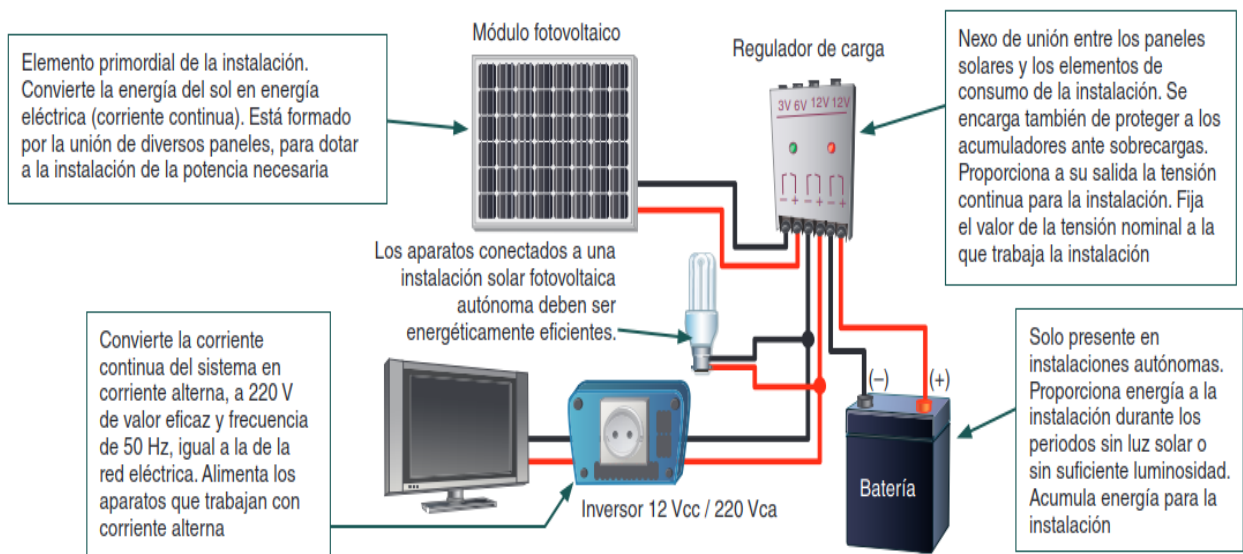 Módulo fotovoltaico
Elemento primordial de la instalación.
Convierte la energía del sol en energía
eléctrica (corriente continua). Está formado
por la unión de diversos paneles, para dotar
a la instalación de la potencia necesaria
Regulador de carga
3V 6V 12V 12V
Nexo de unión entre los paneles
solares y los elementos de
consumo de la instalación. Se
encarga también de proteger a los
acumuladores ante sobrecargas.
Proporciona a su salida la tensión
continua para la instalación. Fija
el valor de la tensión nominal a la
que trabaja la instalación
Los aparatos conectados a una
instalación solar fotovoltaica
autónoma deben ser
energéticamente eficientes.
Convierte la corriente
continua del sistema en
corriente alterna, a 220 V
de valor eficaz y frecuencia
de 50 Hz, igual a la de la
red eléctrica. Alimenta los
aparatos que trabajan con
corriente alterna
Inversor 12 Vcc / 220 Vca
(–) (+)
Batería
Solo presente en
instalaciones autónomas.
Proporciona energía a la
instalación durante los
periodos sin luz solar o
sin suficiente luminosidad.
Acumula energía para la
instalación